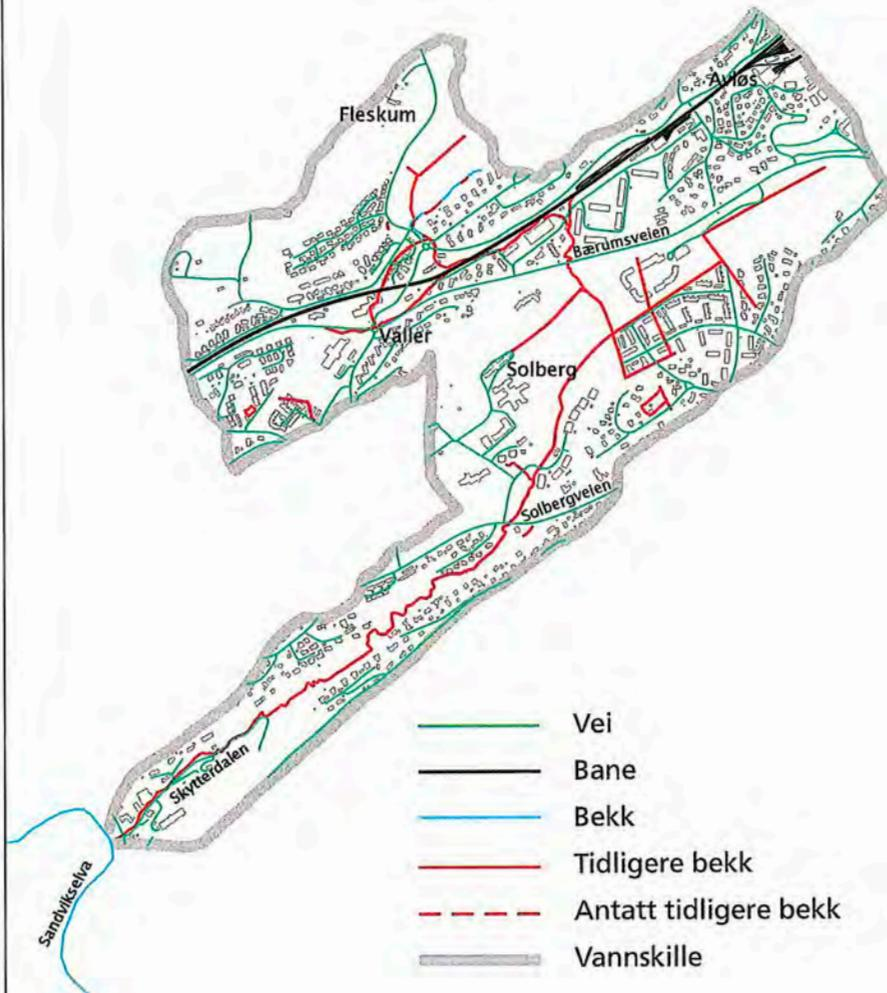 Avløs
Fleskum
Bærumsveien
Valler
Solberg
Solbergveien
Skytterdalen
Sandvikselva
Vei
Bane
Bekk
Tidligere bekk
Antatt tidligere bekk
Vannskille